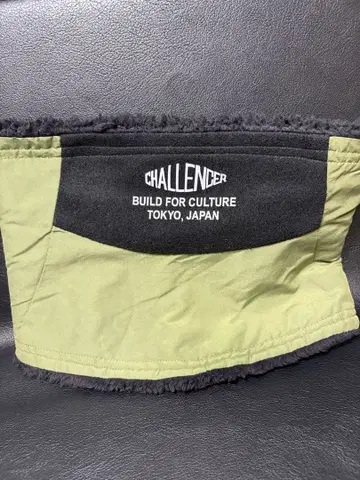 CHALLENGER
BUILD FOR CULTURE
TOKYO, JAPAN